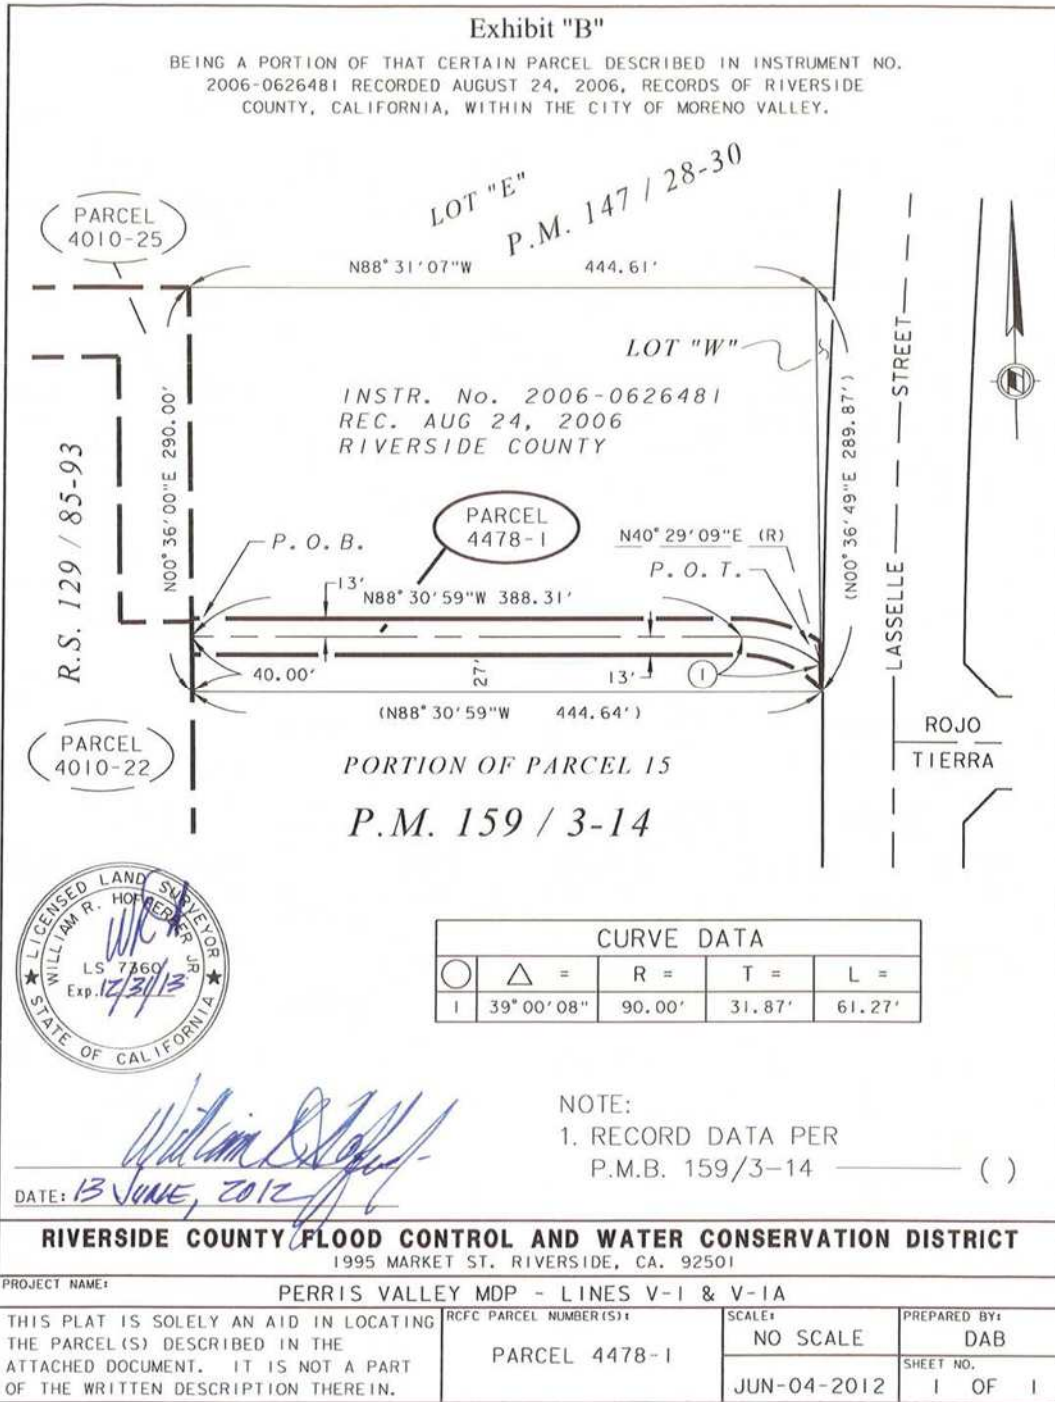 Exhibit "B"
BEING A PORTION OF THAT CERTAIN PARCEL DESCRIBED IN INSTRUMENT NO.
2006-0626481 RECORDED AUGUST 24, 2006, RECORDS OF RIVERSIDE
COUNTY, CALIFORNIA, WITHIN THE CITY OF MORENO VALLEY.
LOT "E"
P.M. 147 / 28-30
PARCEL
4010-25
N88°31'07"W 444.61'
LOT "W"
INSTR. No. 2006-0626481
REC. AUG 24, 2006
RIVERSIDE COUNTY
R.S. 129 / 85-93
N00°36'00"E 290.00'
(N00°36'49"E 289.87')
LASSELLE STREET
PARCEL
4478-1
N40°29'09"E (R)
P.O.B.
P.O.T.
13'
N88°30'59"W 388.31'
40.00'
27'
13'
1
(N88°30'59"W 444.64')
ROJO
TIERRA
PARCEL
4010-22
PORTION OF PARCEL 15
P.M. 159 / 3-14
LICENSED LAND SURVEYOR
WILLIAM R. HOFFERBER JR
LS 7360
Exp. 12/31/13
STATE OF CALIFORNIA
CURVE DATA
△ = R = T = L =
1 39°00'08" 90.00' 31.87' 61.27'
NOTE:
1. RECORD DATA PER
P.M.B. 159/3-14 ( )
DATE: 13 JUNE, 2012
RIVERSIDE COUNTY FLOOD CONTROL AND WATER CONSERVATION DISTRICT
1995 MARKET ST. RIVERSIDE, CA. 92501
PROJECT NAME:
PERRIS VALLEY MDP - LINES V-1 & V-1A
THIS PLAT IS SOLELY AN AID IN LOCATING
THE PARCEL(S) DESCRIBED IN THE
ATTACHED DOCUMENT. IT IS NOT A PART
OF THE WRITTEN DESCRIPTION THEREIN.
RCFC PARCEL NUMBER(S):
PARCEL 4478-1
SCALE:
NO SCALE
JUN-04-2012
PREPARED BY:
DAB
SHEET NO.
1 OF 1